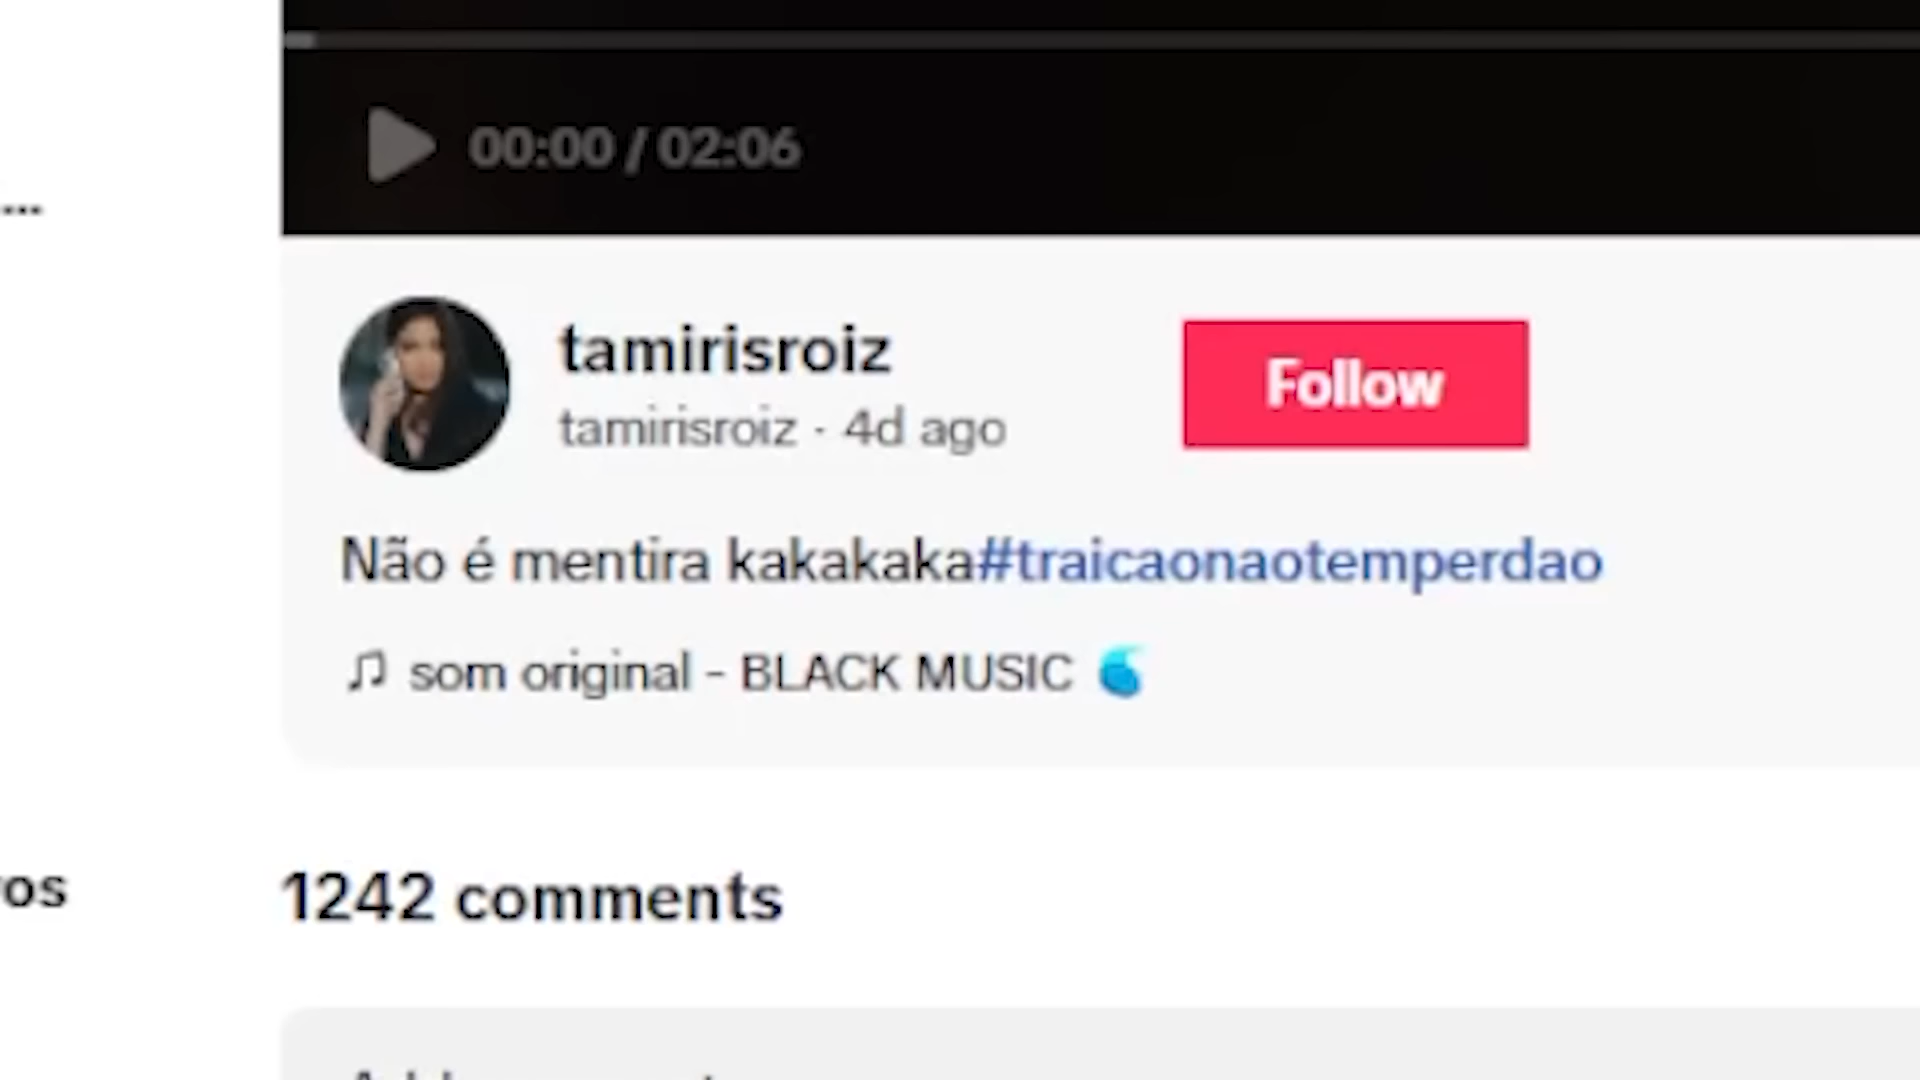 00:00 / 02:06
...
tamirisroiz
Follow
tamirisroiz · 4d ago
Não é mentira kakakaka#traicaonaotemperdao
♫ som original - BLACK MUSIC
1242 comments